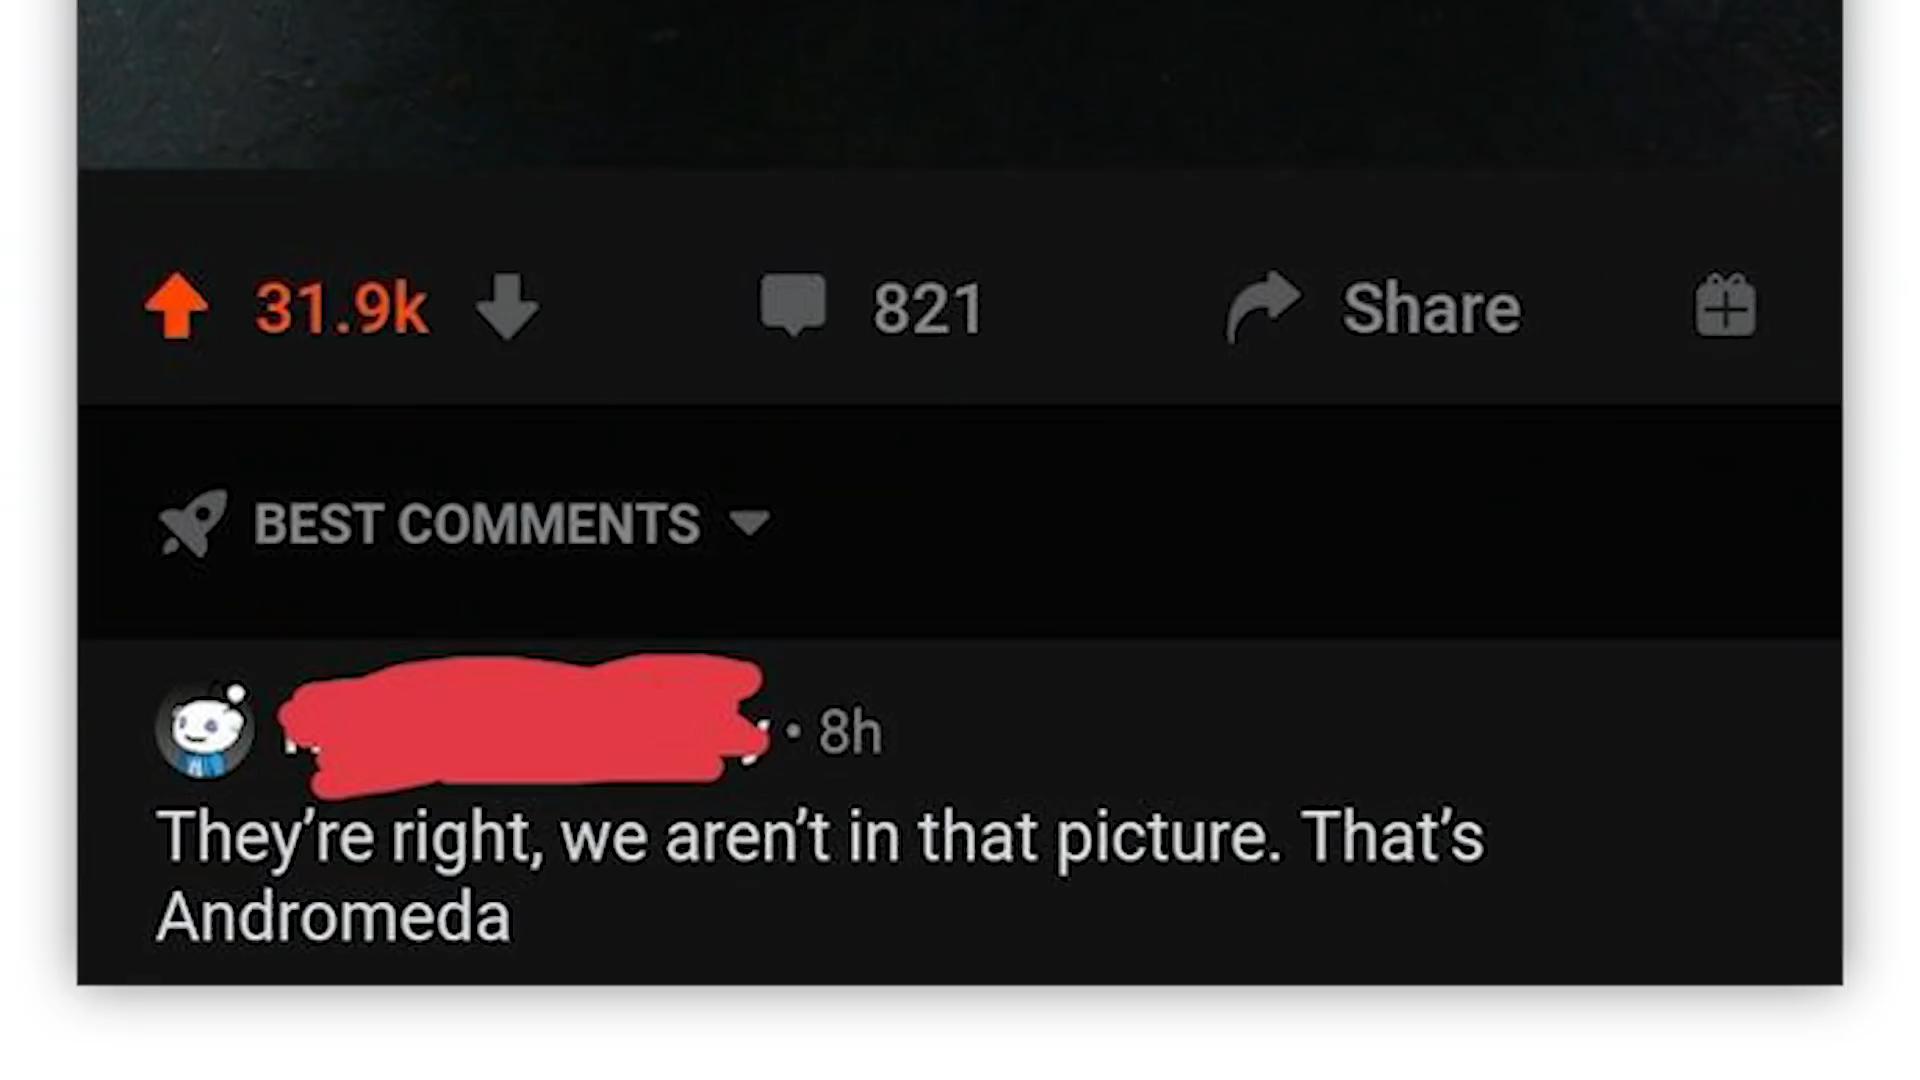 31.9k 821 Share
BEST COMMENTS
• 8h
They’re right, we aren’t in that picture. That’s
Andromeda